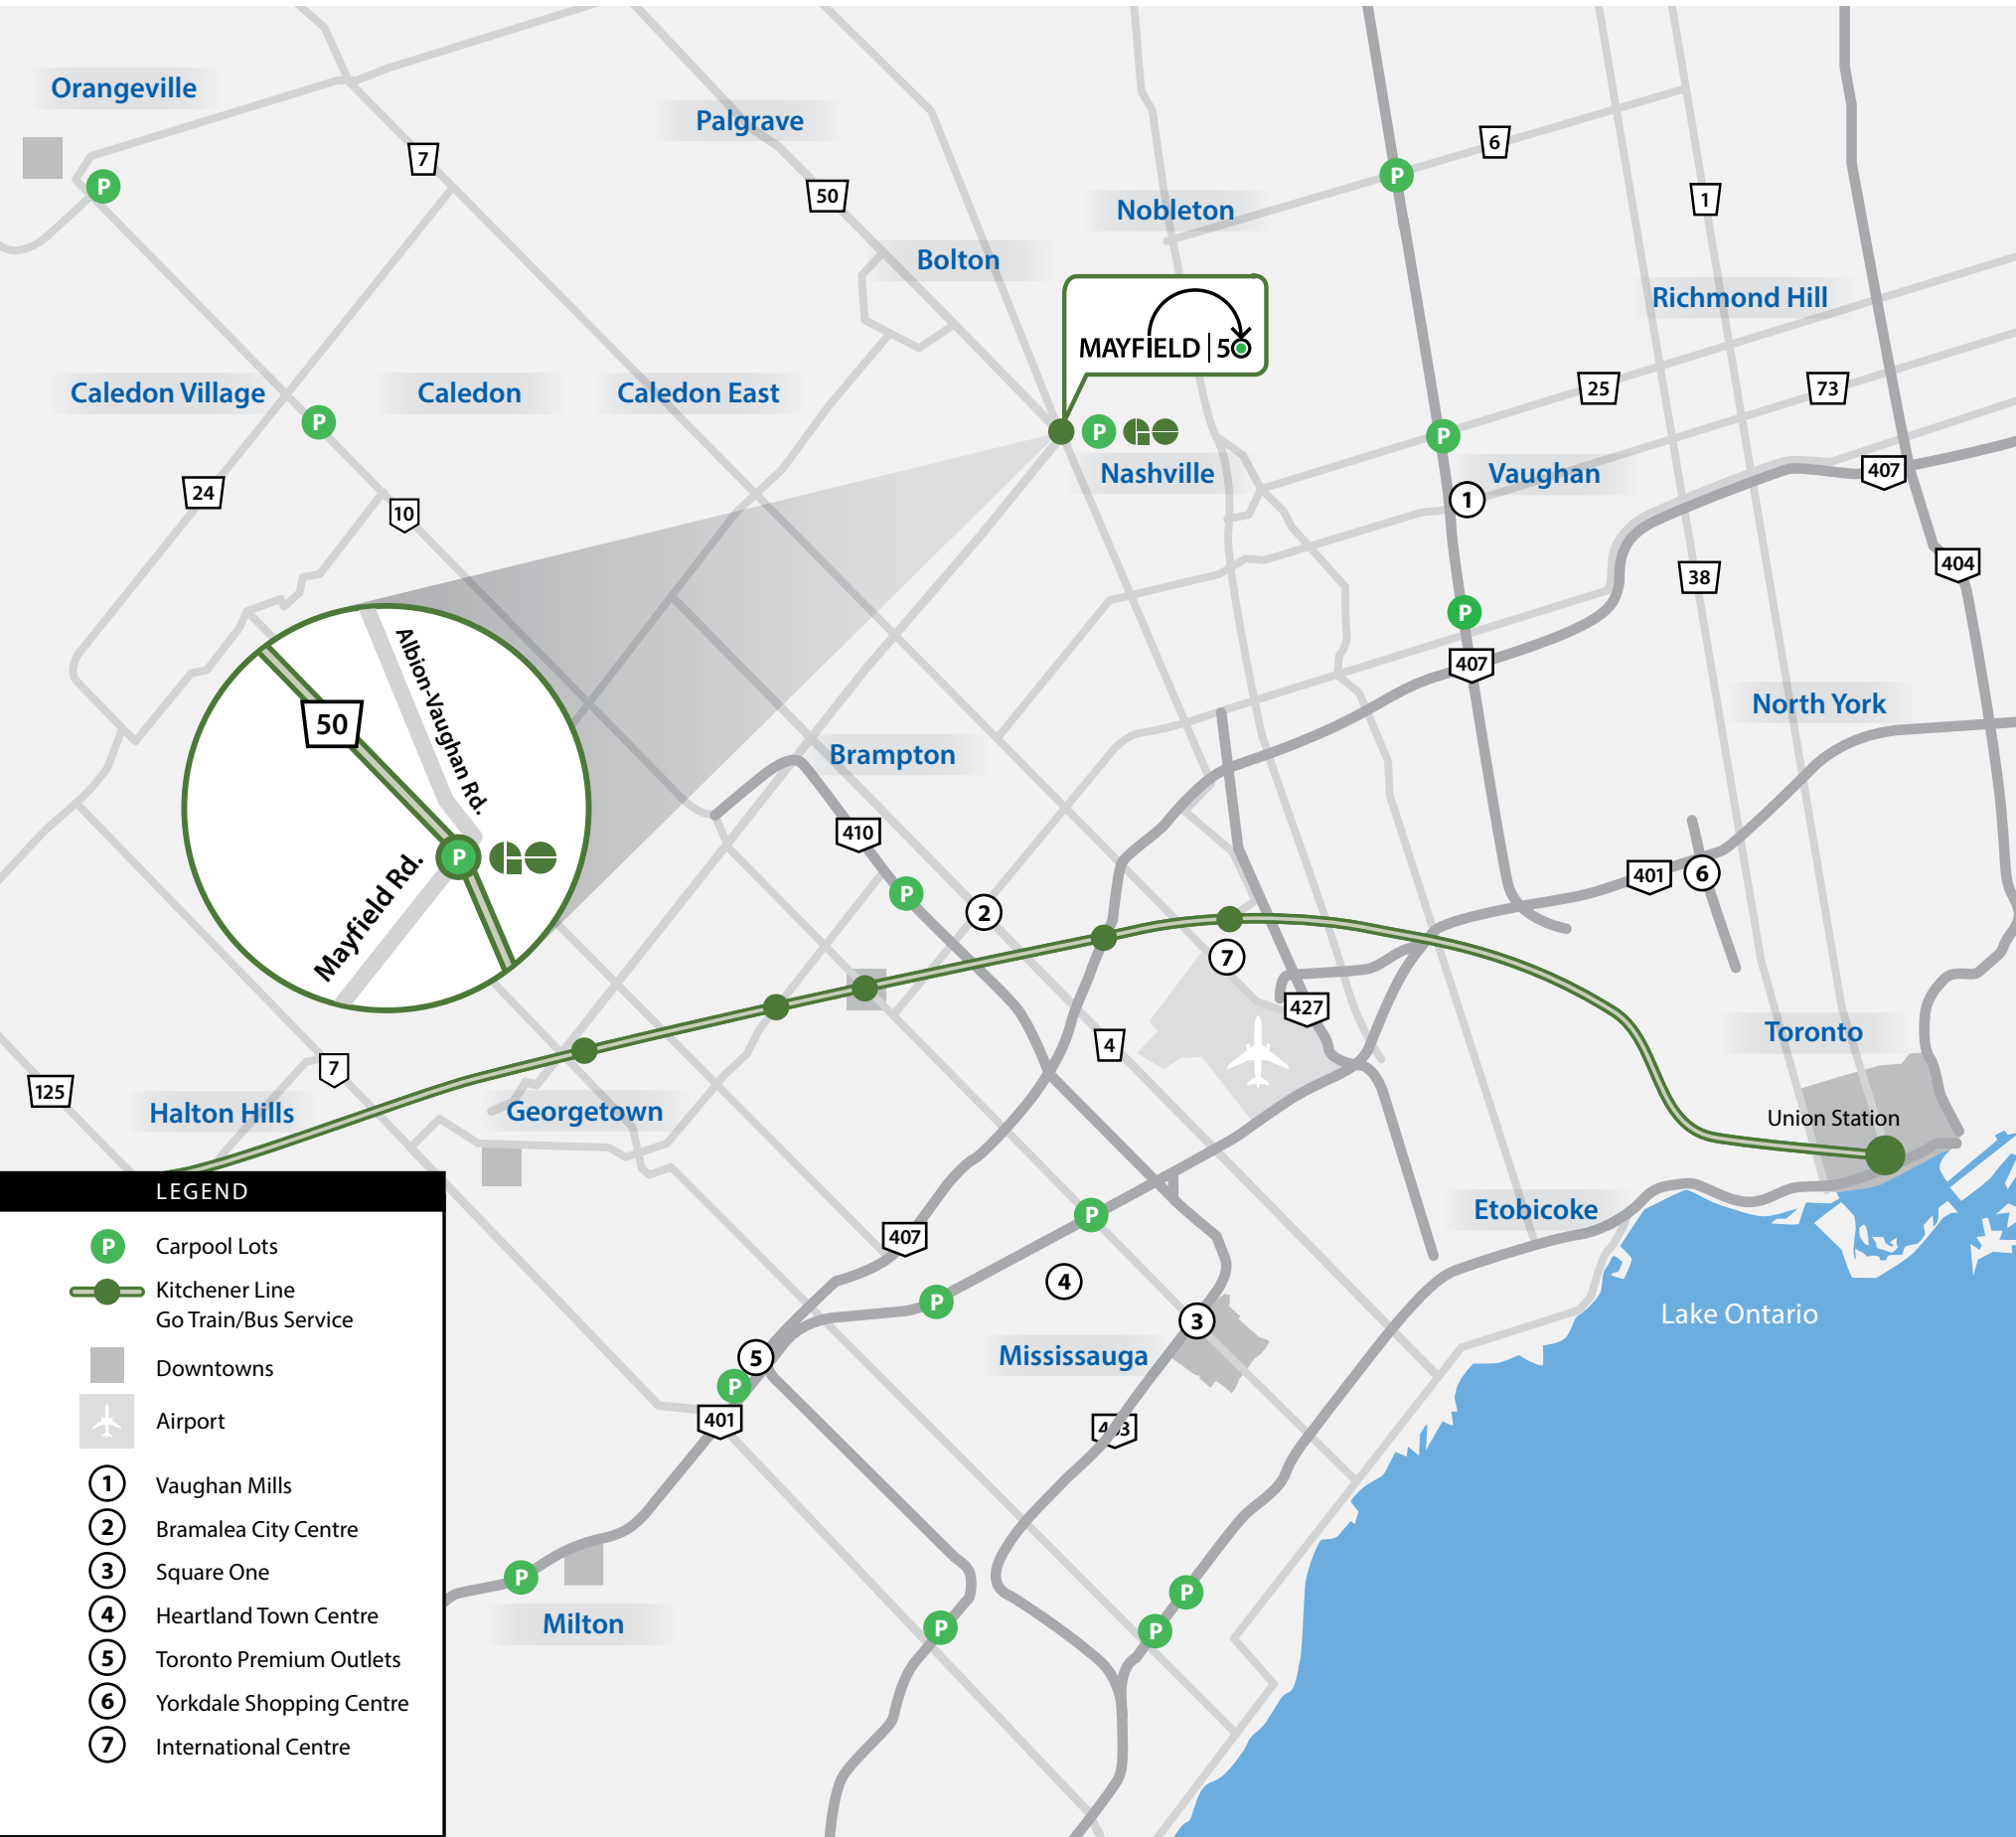 Orangeville
P
7
Palgrave
50
6
P
1
Nobleton
Bolton
Richmond Hill
MAYFIELD | 50
Caledon Village
P
Caledon
Caledon East
25
73
P
Nashville
P
Vaughan
1
407
24
10
404
38
P
407
North York
Albion-Vaughan Rd.
50
P
Mayfield Rd.
Brampton
410
P
2
401
6
7
427
4
Toronto
Union Station
125
7
Halton Hills
Georgetown
407
P
4
P
3
Etobicoke
Lake Ontario
Mississauga
5
P
401
P
Milton
P
P
P
LEGEND
P Carpool Lots
Kitchener Line
Go Train/Bus Service
Downtowns
Airport
1 Vaughan Mills
2 Bramalea City Centre
3 Square One
4 Heartland Town Centre
5 Toronto Premium Outlets
6 Yorkdale Shopping Centre
7 International Centre